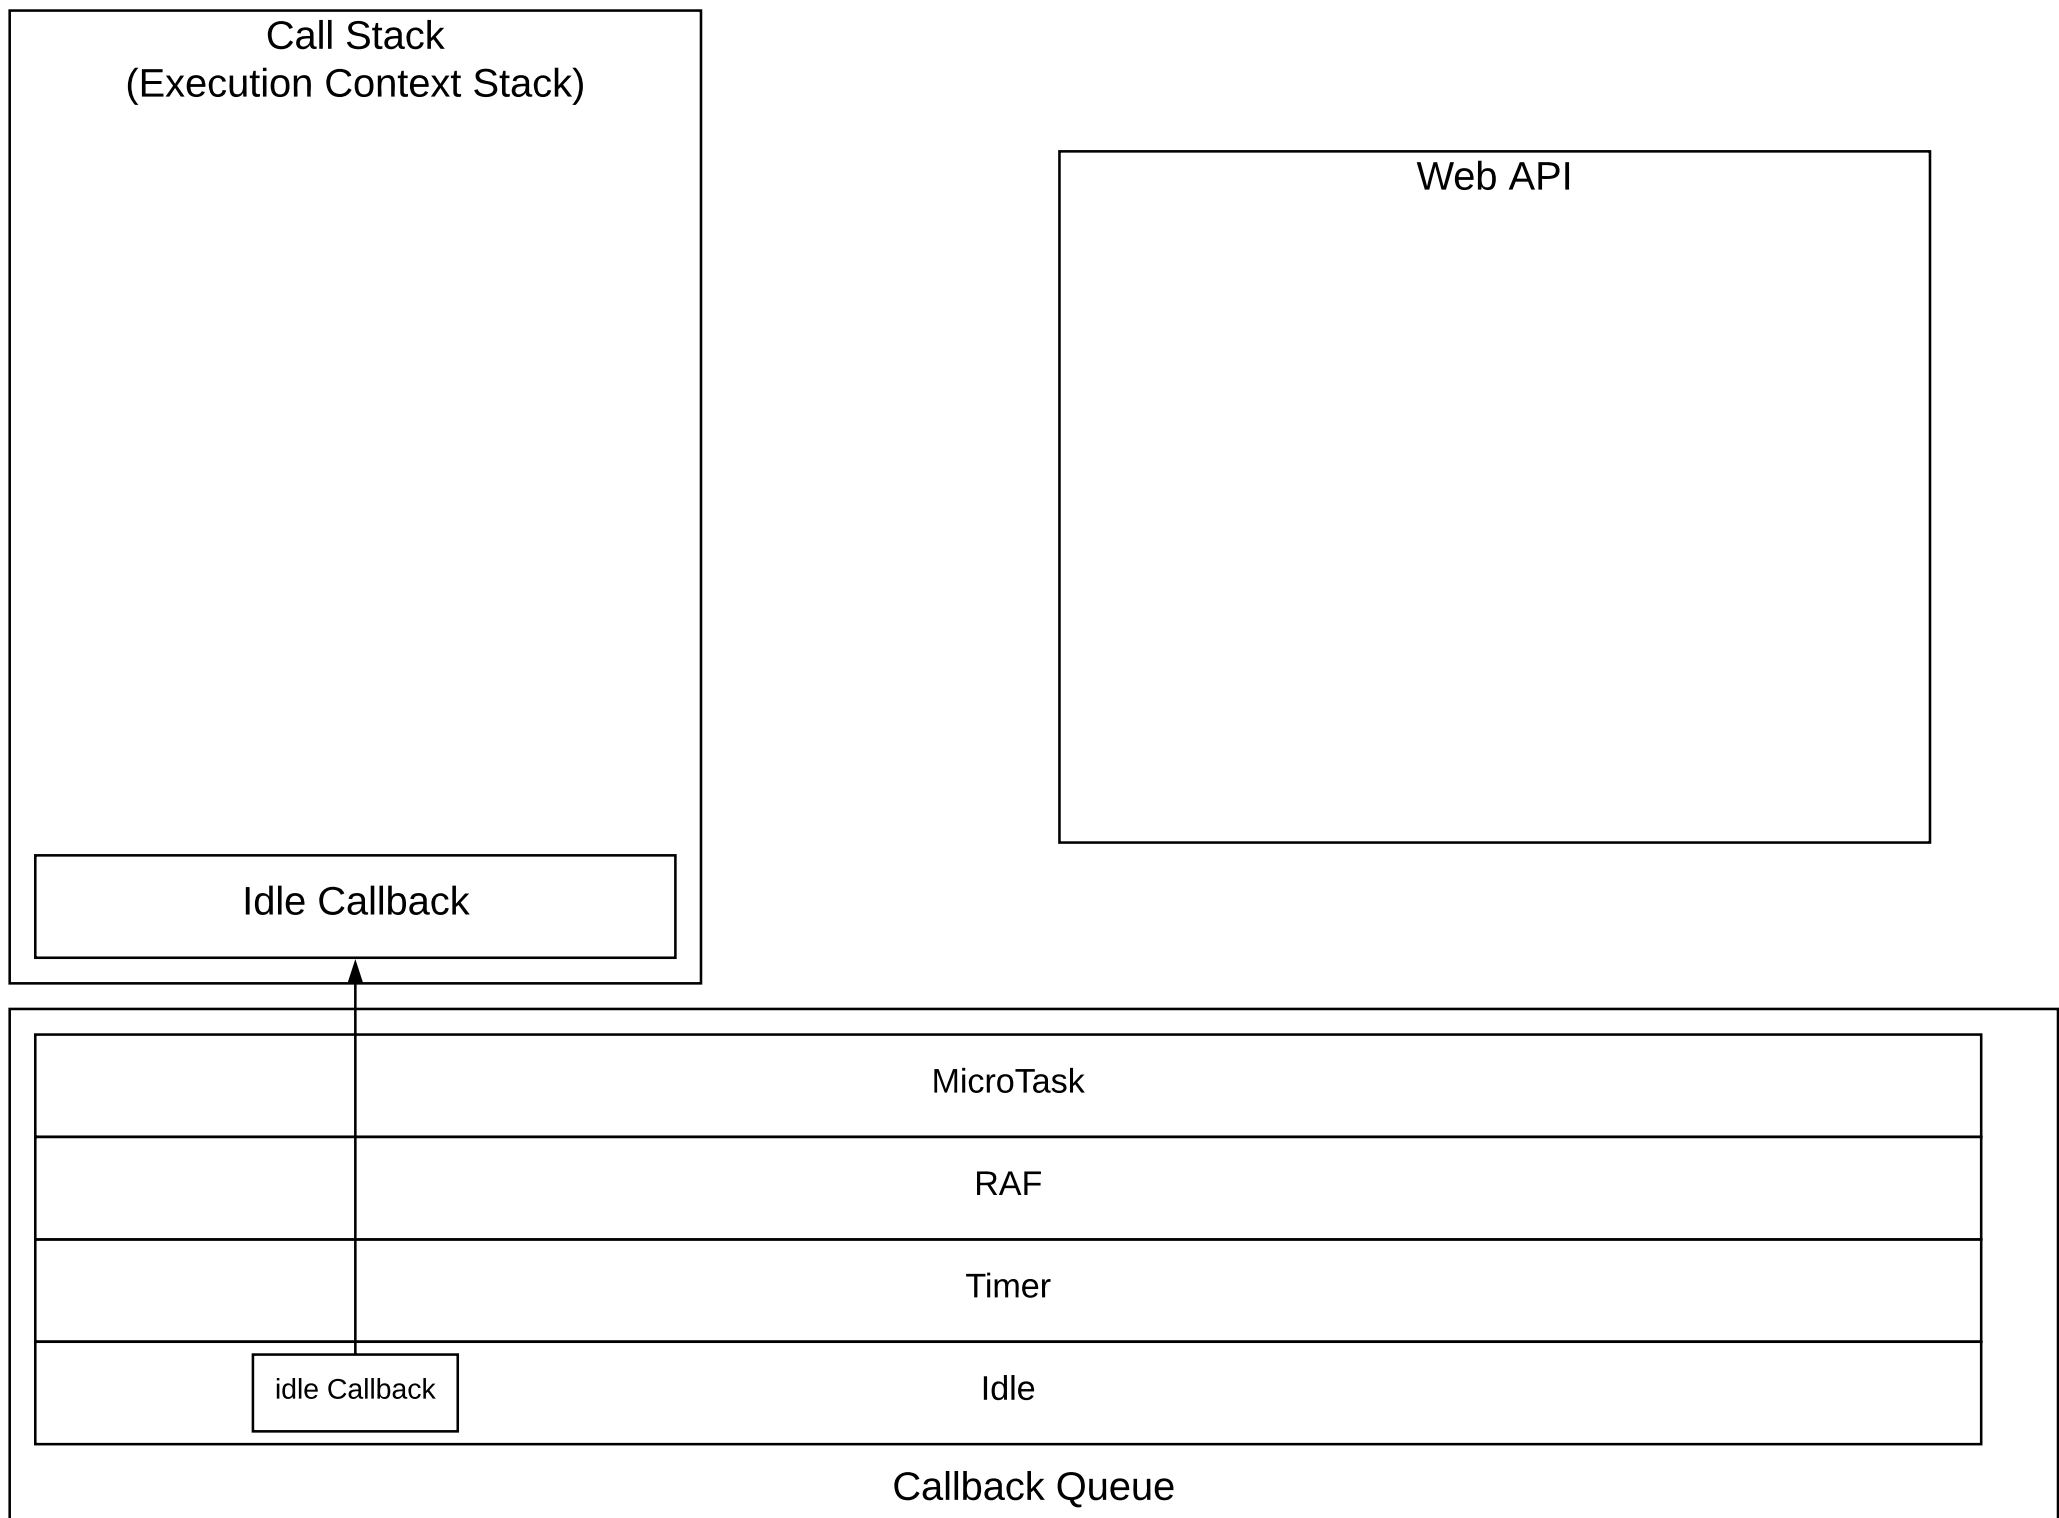 Call Stack
(Execution Context Stack)
Web API
Idle Callback
MicroTask
RAF
Timer
idle Callback
Idle
Callback Queue